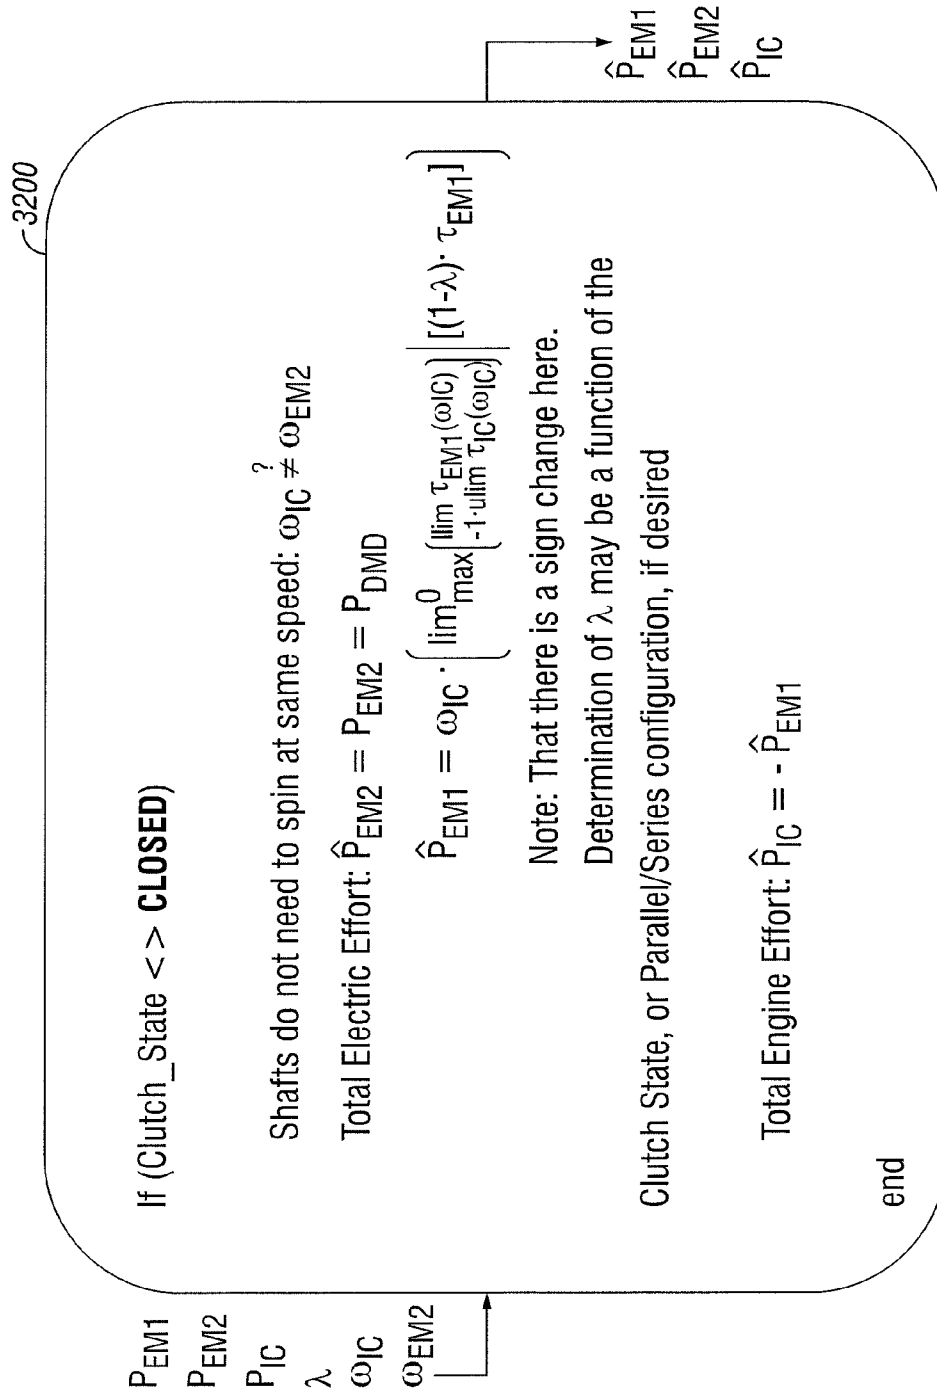 3200
P_EM1
P_EM2
P_IC
λ
ω_IC
ω_EM2
If (Clutch_State < > CLOSED)
Shafts do not need to spin at same speed: ω_IC ≠^? ω_EM2
Total Electric Effort: P̂_EM2 = P_EM2 = P_DMD
P̂_EM1 = ω_IC · { lim^0_max{ llim τ_EM1(ω_IC) / -1·ulim τ_IC(ω_IC) } | [(1-λ)· τ_EM1] }
Note: That there is a sign change here.
Determination of λ may be a function of the
Clutch State, or Parallel/Series configuration, if desired
Total Engine Effort: P̂_IC = - P̂_EM1
end
P̂_EM1
P̂_EM2
P̂_IC